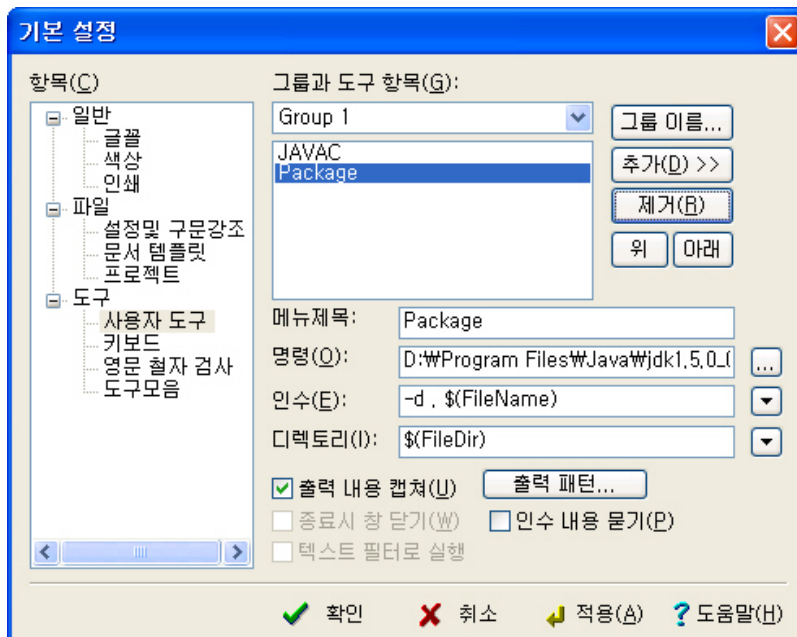 기본 설정
항목(C)
일반
글꼴
색상
인쇄
파일
설정및 구문강조
문서 템플릿
프로젝트
도구
사용자 도구
키보드
영문 철자 검사
도구모음
그룹과 도구 항목(G):
Group 1
그룹 이름...
JAVAC
Package
추가(D) >>
제거(R)
위 아래
메뉴제목: Package
명령(O): D:₩Program Files₩Java₩jdk1.5.0_(
...
인수(E): -d . $(FileName)
디렉토리(I): $(FileDir)
출력 내용 캡쳐(U) 출력 패턴...
종료시 창 닫기(W) 인수 내용 묻기(P)
텍스트 필터로 실행
확인 취소 적용(A) 도움말(H)